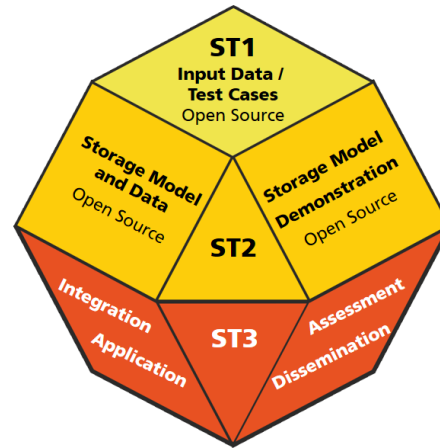 ST1
Input Data /
Test Cases
Open Source
Storage Model
and Data
Open Source
Storage Model
Demonstration
Open Source
ST2
Integration
Application
ST3
Assessment
Dissemination